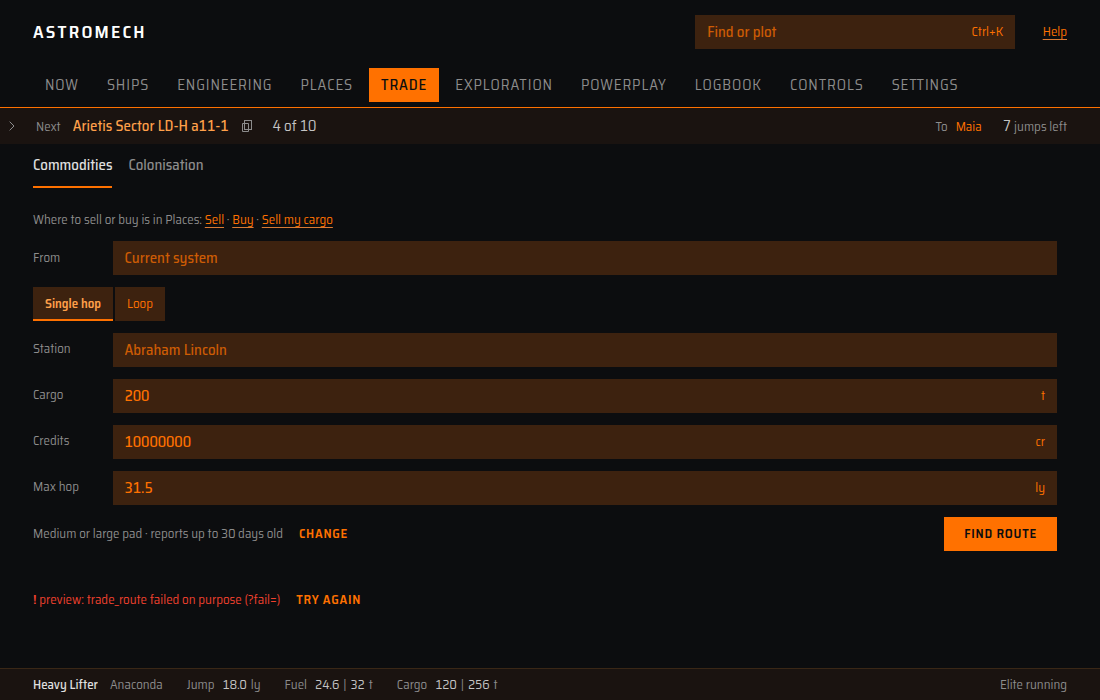 ASTROMECH
Find or plot Ctrl+K Help
NOW SHIPS ENGINEERING PLACES TRADE EXPLORATION POWERPLAY LOGBOOK CONTROLS SETTINGS
Next Arietis Sector LD-H a11-1 4 of 10 To Maia 7 jumps left
Commodities Colonisation
Where to sell or buy is in Places: Sell · Buy · Sell my cargo
From Current system
Single hop Loop
Station Abraham Lincoln
Cargo 200 t
Credits 10000000 cr
Max hop 31.5 ly
Medium or large pad · reports up to 30 days old CHANGE FIND ROUTE
! preview: trade_route failed on purpose (?fail=) TRY AGAIN
Heavy Lifter Anaconda Jump 18.0 ly Fuel 24.6 | 32 t Cargo 120 | 256 t Elite running